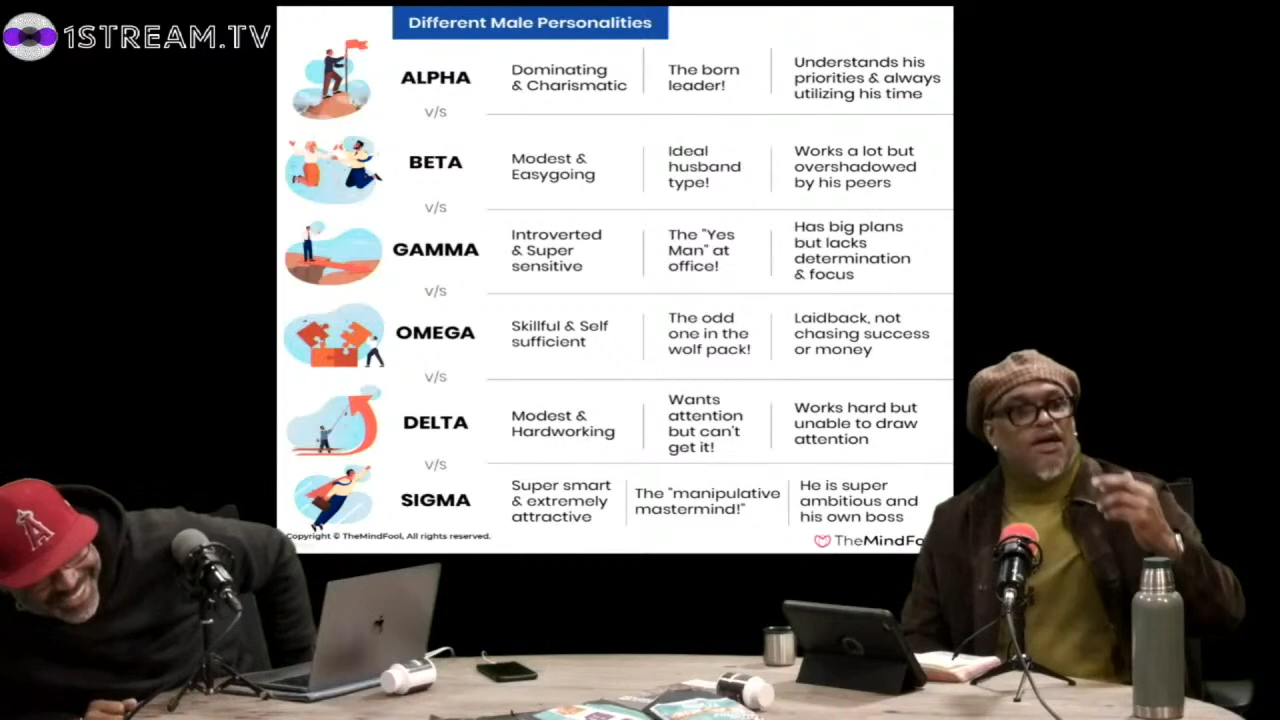 1STREAM.TV
Different Male Personalities
ALPHA
Dominating
& Charismatic
The born
leader!
Understands his
priorities & always
utilizing his time
v/s
BETA
Modest &
Easygoing
Ideal
husband
type!
Works a lot but
overshadowed
by his peers
v/s
GAMMA
Introverted
& Super
sensitive
The "Yes
Man" at
office!
Has big plans
but lacks
determination
& focus
v/s
OMEGA
Skillful & Self
sufficient
The odd
one in the
wolf pack!
Laidback, not
chasing success
or money
v/s
DELTA
Modest &
Hardworking
Wants
attention
but can't
get it!
Works hard but
unable to draw
attention
v/s
SIGMA
Super smart
& extremely
attractive
The "manipulative
mastermind!"
He is super
ambitious and
his own boss
Copyright © TheMindFool, All rights reserved.
TheMindFo
A